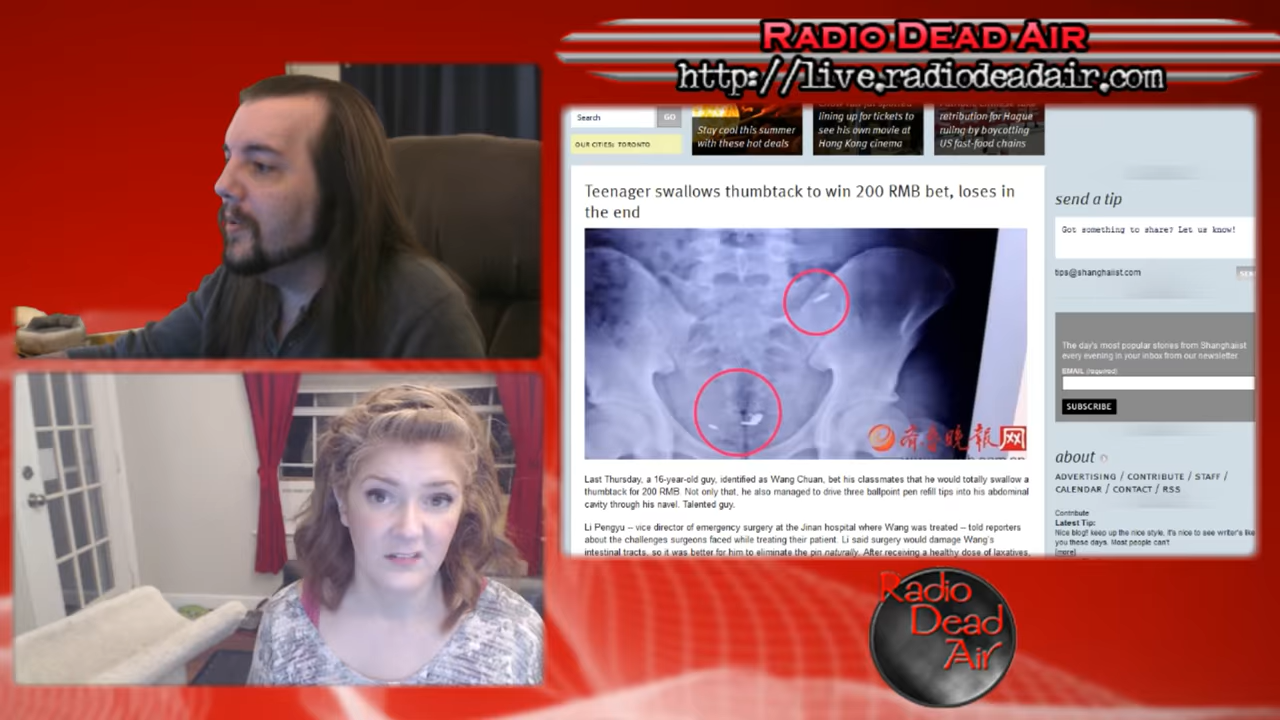 RADIO DEAD AIR
http://live.radiodeadair.com
Search
GO
OUR CITIES: TORONTO
Stay cool this summer
with these hot deals
lining up for tickets to
see his own movie at
Hong Kong cinema
retribution for Hague
ruling by boycotting
US fast-food chains
Teenager swallows thumbtack to win 200 RMB bet, loses in
the end
齐鲁晚报网
Last Thursday, a 16-year-old guy, identified as Wang Chuan, bet his classmates that he would totally swallow a
thumbtack for 200 RMB. Not only that, he also managed to drive three ballpoint pen refill tips into his abdominal
cavity through his navel. Talented guy.
Li Pengyu – vice director of emergency surgery at the Jinan hospital where Wang was treated – told reporters
about the challenges surgeons faced while treating their patient. Li said surgery would damage Wang's
intestinal tracts, so it was better for him to eliminate the pin naturally. After receiving a healthy dose of laxatives,
send a tip
Got something to share? Let us know!
tips@shanghaiist.com
The day's most popular stories from Shanghaiist
every evening in your inbox from our newsletter.
EMAIL (required)
SUBSCRIBE
about
ADVERTISING / CONTRIBUTE / STAFF /
CALENDAR / CONTACT / RSS
Contribute
Latest Tip:
Nice blog! keep up the nice style, it's nice to see writer's like
you these days. Most people can't
[more]
Radio
Dead
Air